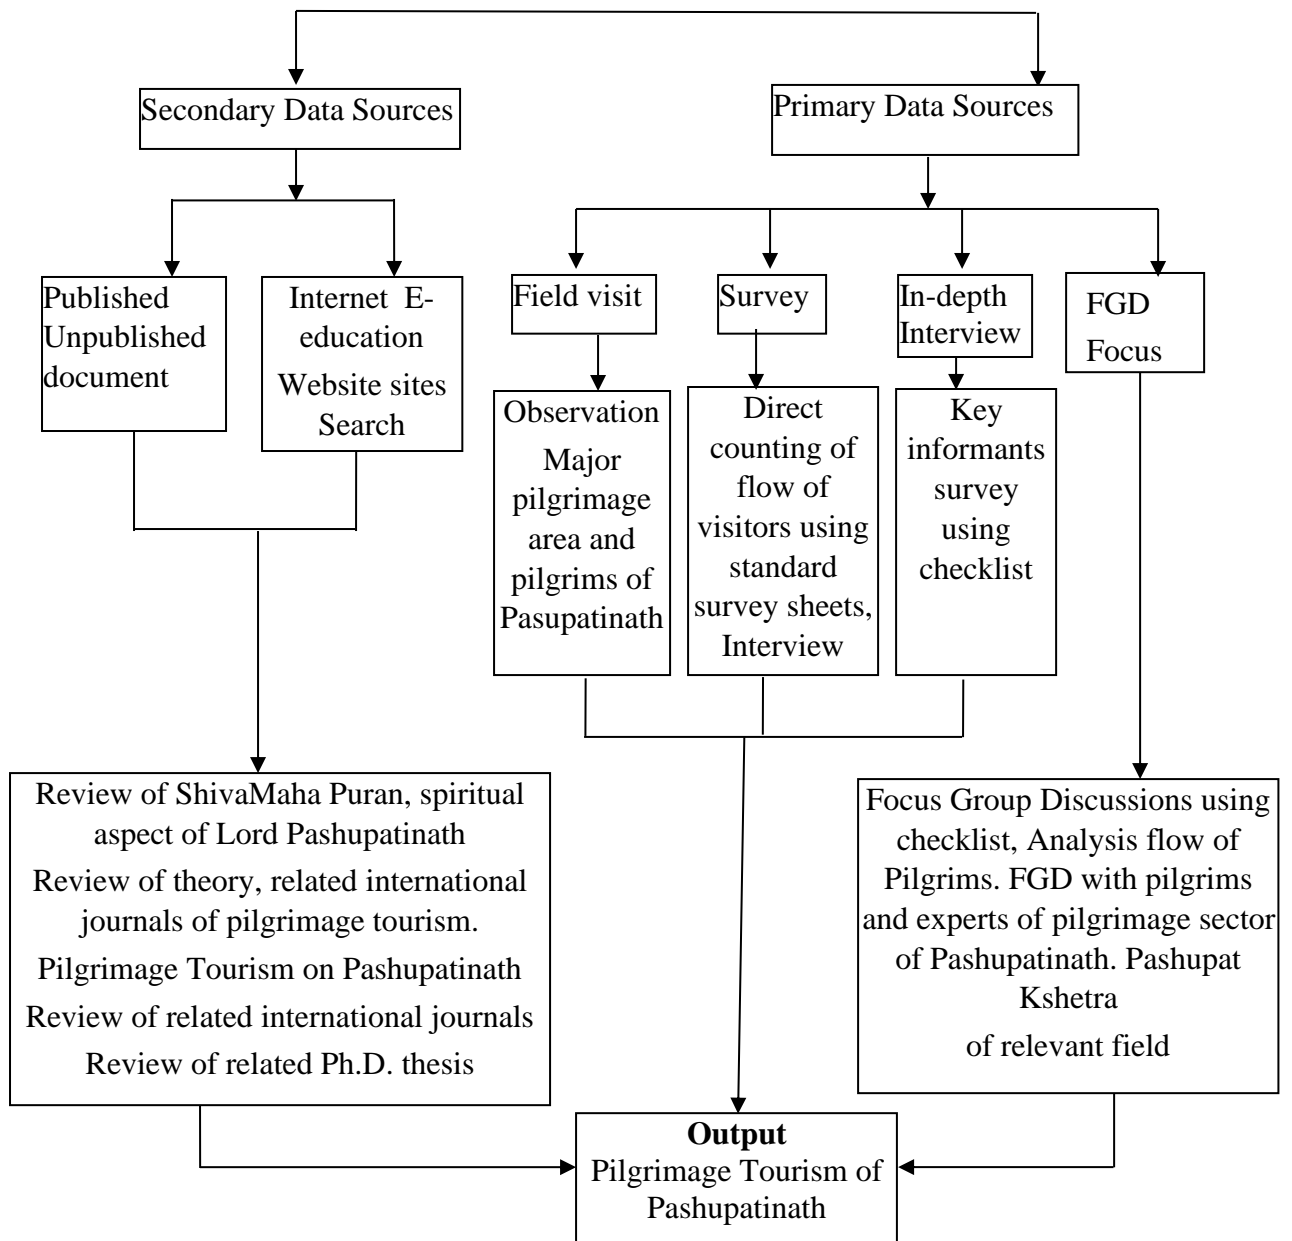 Secondary Data Sources
Primary Data Sources
Published
Unpublished
document
Internet E-
education
Website sites
Search
Field visit
Survey
In-depth
Interview
FGD
Focus
Observation
Major
pilgrimage
area and
pilgrims of
Pasupatinath
Direct
counting of
flow of
visitors using
standard
survey sheets,
Interview
Key
informants
survey
using
checklist
Review of ShivaMaha Puran, spiritual
aspect of Lord Pashupatinath
Review of theory, related international
journals of pilgrimage tourism.
Pilgrimage Tourism on Pashupatinath
Review of related international journals
Review of related Ph.D. thesis
Focus Group Discussions using
checklist, Analysis flow of
Pilgrims. FGD with pilgrims
and experts of pilgrimage sector
of Pashupatinath. Pashupat
Kshetra
of relevant field
Output
Pilgrimage Tourism of
Pashupatinath